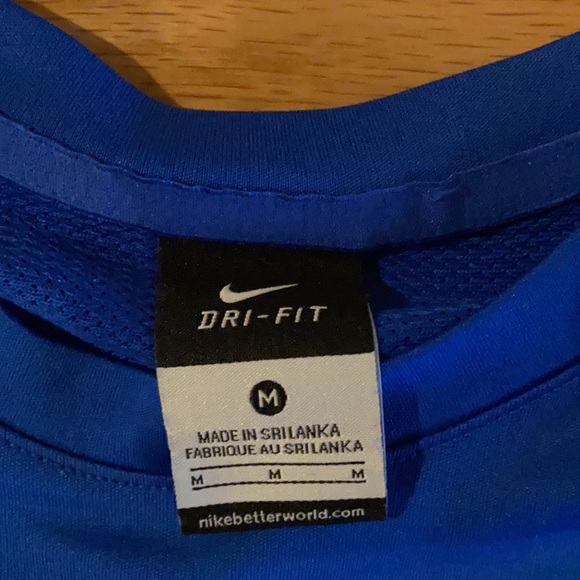 DRI-FIT
M
MADE IN SRI LANKA
FABRIQUE AU SRI LANKA
M M M
nikebetterworld.com